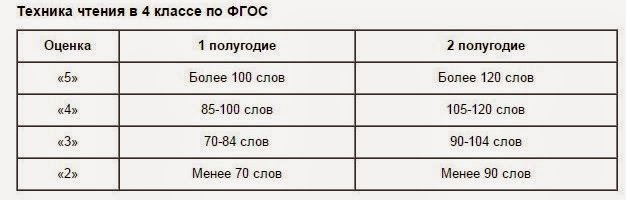 Техника чтения в 4 классе по ФГОС
Оценка 1 полугодие 2 полугодие
«5» Более 100 слов Более 120 слов
«4» 85-100 слов 105-120 слов
«3» 70-84 слов 90-104 слов
«2» Менее 70 слов Менее 90 слов